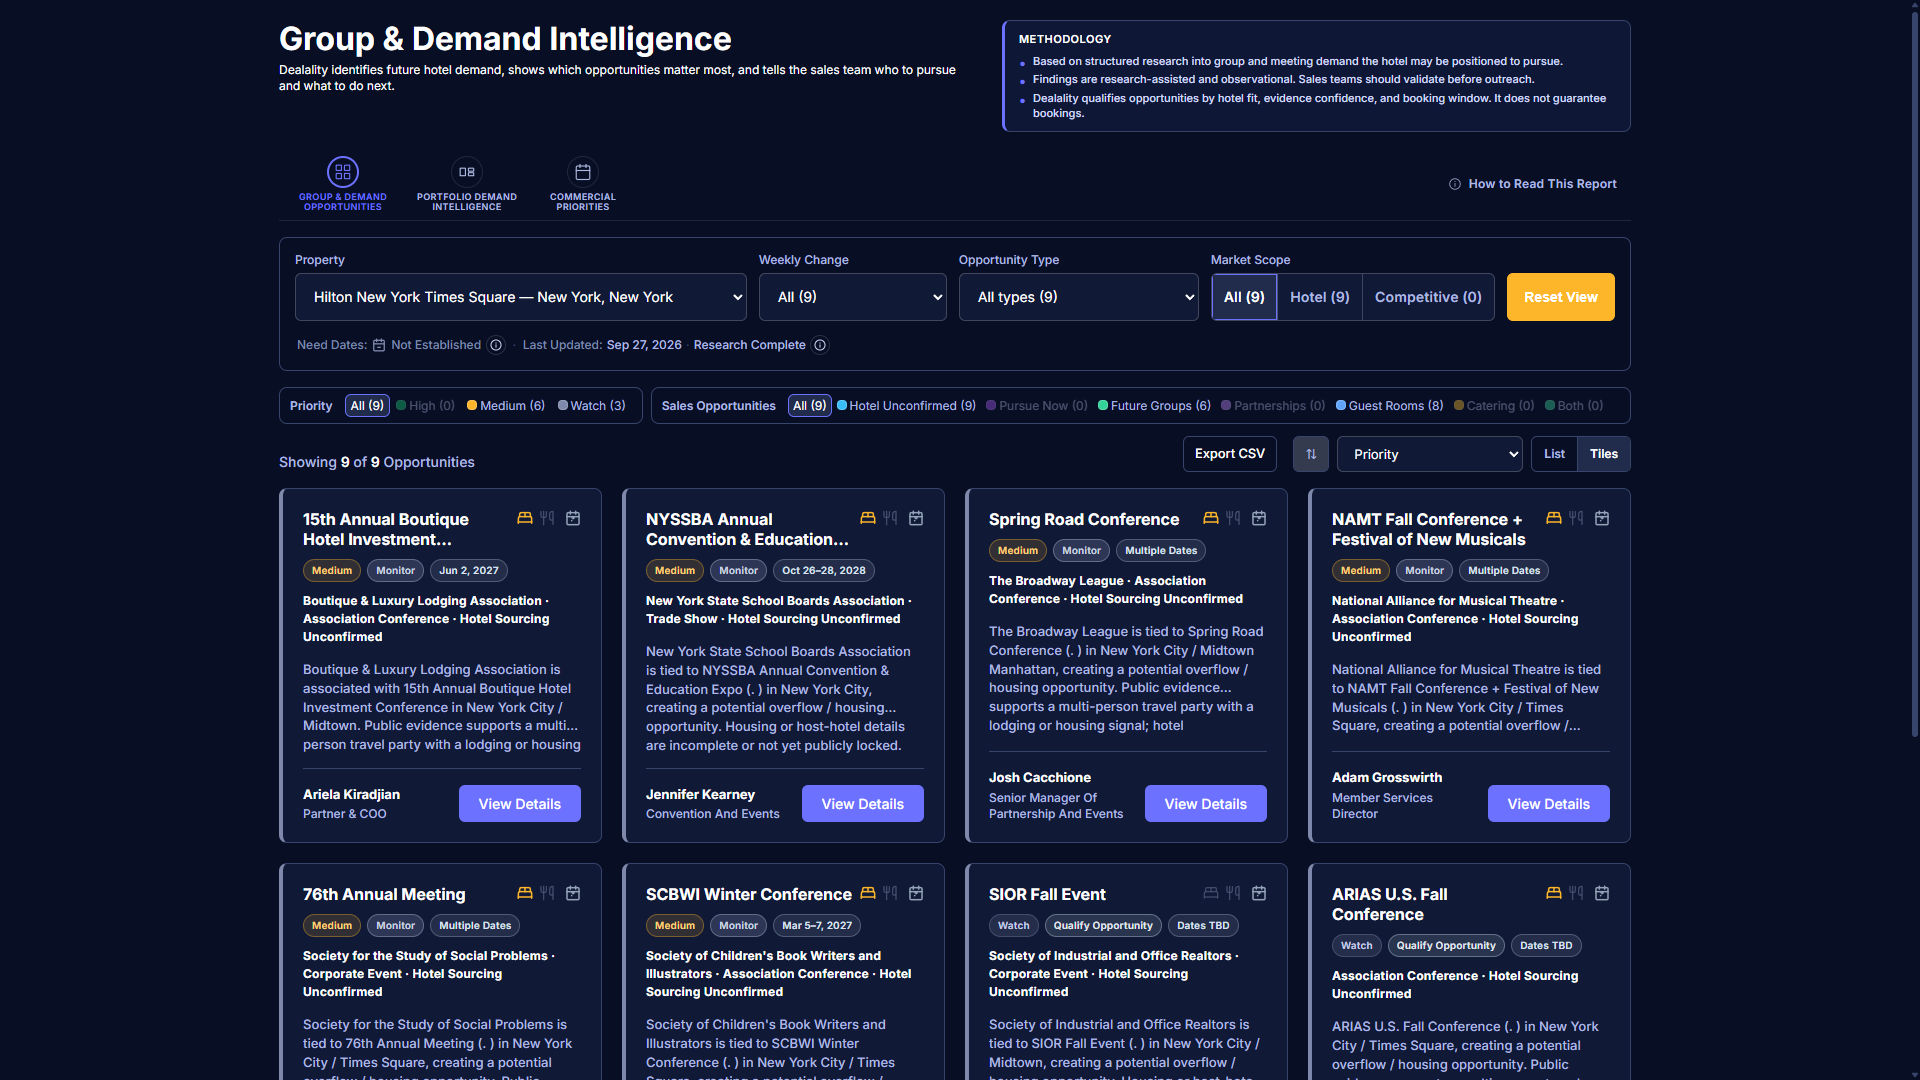 Group & Demand Intelligence
Dealality identifies future hotel demand, shows which opportunities matter most, and tells the sales team who to pursue
and what to do next.
METHODOLOGY
Based on structured research into group and meeting demand the hotel may be positioned to pursue.
Findings are research-assisted and observational. Sales teams should validate before outreach.
Dealality qualifies opportunities by hotel fit, evidence confidence, and booking window. It does not guarantee
bookings.
GROUP & DEMAND
OPPORTUNITIES
PORTFOLIO DEMAND
INTELLIGENCE
COMMERCIAL
PRIORITIES
How to Read This Report
Property
Weekly Change
Opportunity Type
Market Scope
Hilton New York Times Square — New York, New York
All (9)
All types (9)
All (9)
Hotel (9)
Competitive (0)
Reset View
Need Dates: Not Established · Last Updated: Sep 27, 2026 · Research Complete
Priority All (9) High (0) Medium (6) Watch (3)
Sales Opportunities All (9) Hotel Unconfirmed (9) Pursue Now (0) Future Groups (6) Partnerships (0) Guest Rooms (8) Catering (0) Both (0)
Showing 9 of 9 Opportunities
Export CSV
Priority
List
Tiles
15th Annual Boutique
Hotel Investment...
Medium Monitor Jun 2, 2027
Boutique & Luxury Lodging Association ·
Association Conference · Hotel Sourcing
Unconfirmed
Boutique & Luxury Lodging Association is
associated with 15th Annual Boutique Hotel
Investment Conference in New York City /
Midtown. Public evidence supports a multi...
person travel party with a lodging or housing
Ariela Kiradjian
Partner & COO
View Details
NYSSBA Annual
Convention & Education...
Medium Monitor Oct 26–28, 2028
New York State School Boards Association ·
Trade Show · Hotel Sourcing Unconfirmed
New York State School Boards Association
is tied to NYSSBA Annual Convention &
Education Expo (. ) in New York City,
creating a potential overflow / housing...
opportunity. Housing or host-hotel details
are incomplete or not yet publicly locked.
Jennifer Kearney
Convention And Events
View Details
Spring Road Conference
Medium Monitor Multiple Dates
The Broadway League · Association
Conference · Hotel Sourcing Unconfirmed
The Broadway League is tied to Spring Road
Conference (. ) in New York City / Midtown
Manhattan, creating a potential overflow /
housing opportunity. Public evidence...
supports a multi-person travel party with a
lodging or housing signal; hotel
Josh Cacchione
Senior Manager Of
Partnership And Events
View Details
NAMT Fall Conference +
Festival of New Musicals
Medium Monitor Multiple Dates
National Alliance for Musical Theatre ·
Association Conference · Hotel Sourcing
Unconfirmed
National Alliance for Musical Theatre is tied
to NAMT Fall Conference + Festival of New
Musicals (. ) in New York City / Times
Square, creating a potential overflow /...
Adam Grosswirth
Member Services
Director
View Details
76th Annual Meeting
Medium Monitor Multiple Dates
Society for the Study of Social Problems ·
Corporate Event · Hotel Sourcing
Unconfirmed
Society for the Study of Social Problems is
tied to 76th Annual Meeting (. ) in New York
City / Times Square, creating a potential
overflow / housing opportunity. Public
SCBWI Winter Conference
Medium Monitor Mar 5–7, 2027
Society of Children's Book Writers and
Illustrators · Association Conference · Hotel
Sourcing Unconfirmed
Society of Children's Book Writers and
Illustrators is tied to SCBWI Winter
Conference (. ) in New York City / Times
Square, creating a potential overflow /
SIOR Fall Event
Watch Qualify Opportunity Dates TBD
Society of Industrial and Office Realtors ·
Corporate Event · Hotel Sourcing
Unconfirmed
Society of Industrial and Office Realtors is
tied to SIOR Fall Event (. ) in New York City /
Midtown, creating a potential overflow /
housing opportunity. Housing or host-hote
ARIAS U.S. Fall
Conference
Watch Qualify Opportunity Dates TBD
Association Conference · Hotel Sourcing
Unconfirmed
ARIAS U.S. Fall Conference (. ) in New York
City / Times Square, creating a potential
overflow / housing opportunity. Public